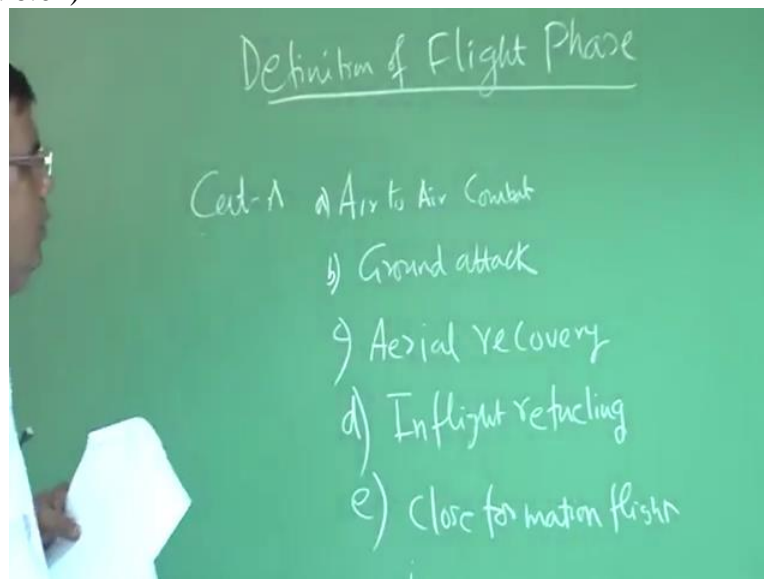 Definition of Flight Phase
Cat-A a) Air to Air Combat
b) Ground attack
c) Aerial recovery
d) Inflight refueling
e) Close formation flight